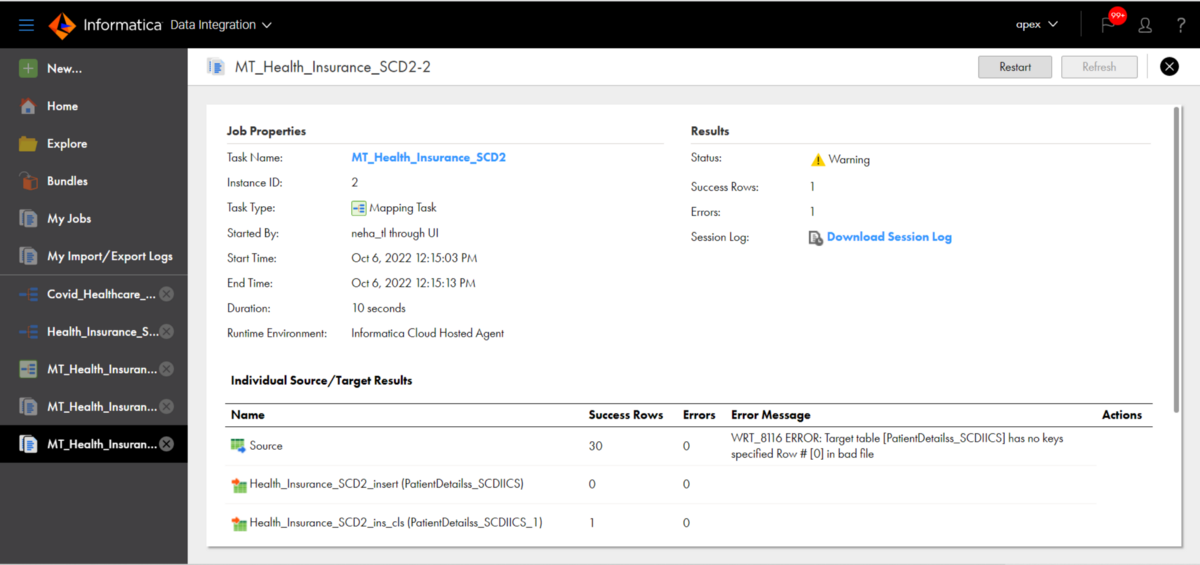 Informatica Data Integration
apex
99+
?
New...
Home
Explore
Bundles
My Jobs
My Import/Export Logs
Covid_Healthcare_...
Health_Insurance_S...
MT_Health_Insuran...
MT_Health_Insuran...
MT_Health_Insuran...
MT_Health_Insurance_SCD2-2
Restart
Refresh
Job Properties
Task Name: MT_Health_Insurance_SCD2
Instance ID: 2
Task Type: Mapping Task
Started By: neha_tl through UI
Start Time: Oct 6, 2022 12:15:03 PM
End Time: Oct 6, 2022 12:15:13 PM
Duration: 10 seconds
Runtime Environment: Informatica Cloud Hosted Agent
Results
Status: Warning
Success Rows: 1
Errors: 1
Session Log: Download Session Log
Individual Source/Target Results
Name Success Rows Errors Error Message Actions
Source 30 0 WRT_8116 ERROR: Target table [PatientDetailss_SCDIICS] has no keys
specified Row # [0] in bad file
Health_Insurance_SCD2_insert (PatientDetailss_SCDIICS) 0 0
Health_Insurance_SCD2_ins_cls (PatientDetailss_SCDIICS_1) 1 0